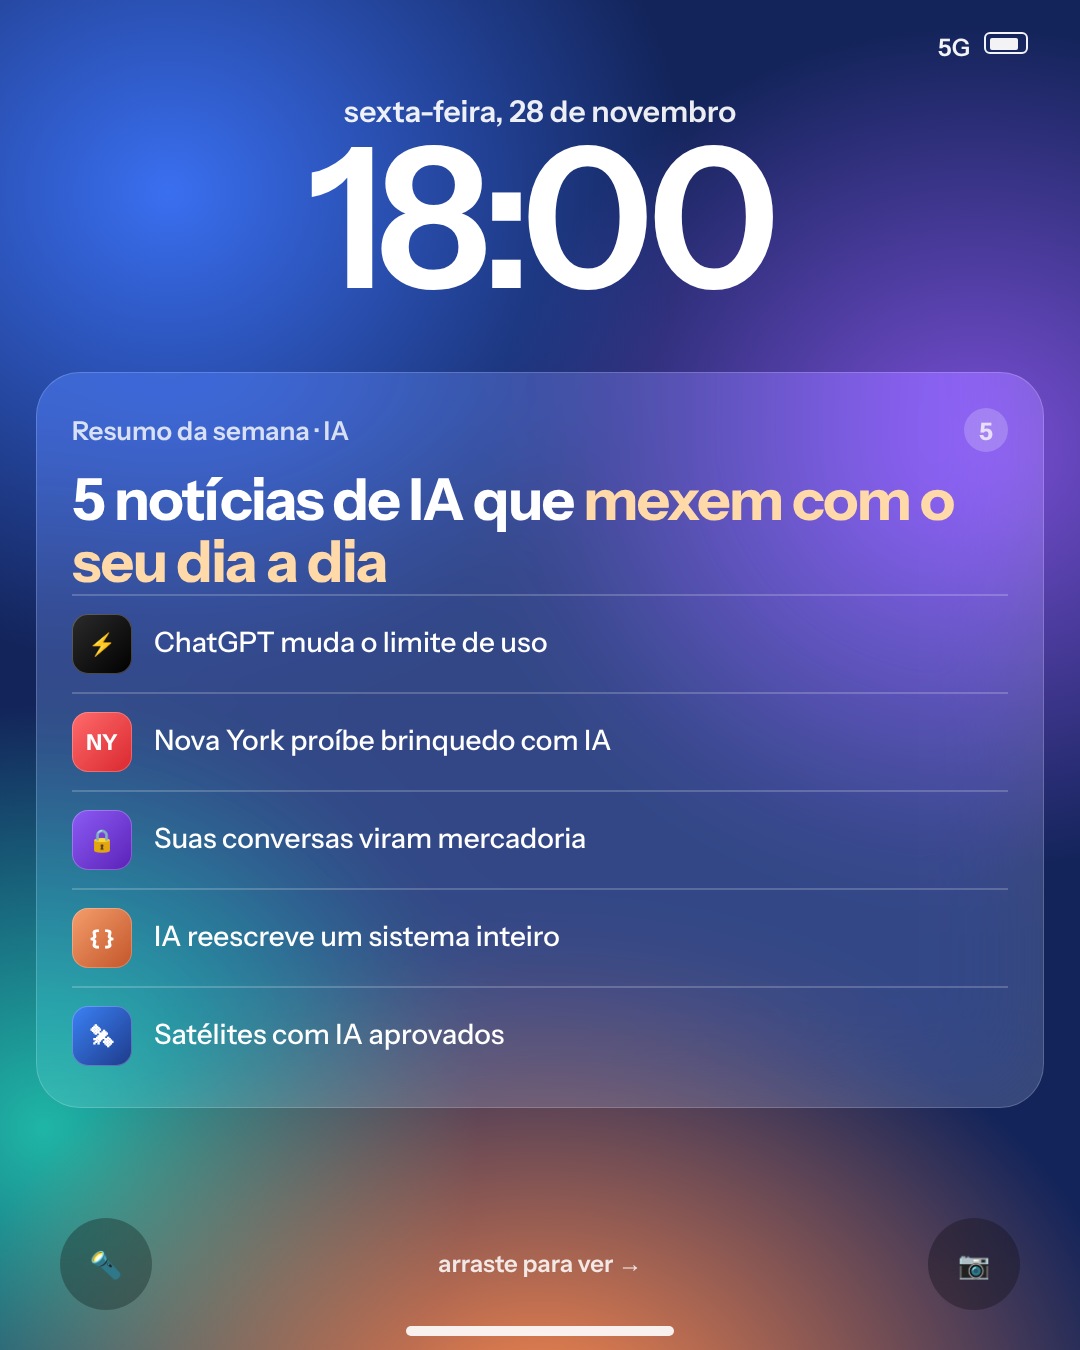 5G
sexta-feira, 28 de novembro
18:00
Resumo da semana · IA
5
5 notícias de IA que mexem com o
seu dia a dia
ChatGPT muda o limite de uso
NY
Nova York proíbe brinquedo com IA
Suas conversas viram mercadoria
{ }
IA reescreve um sistema inteiro
Satélites com IA aprovados
arraste para ver →